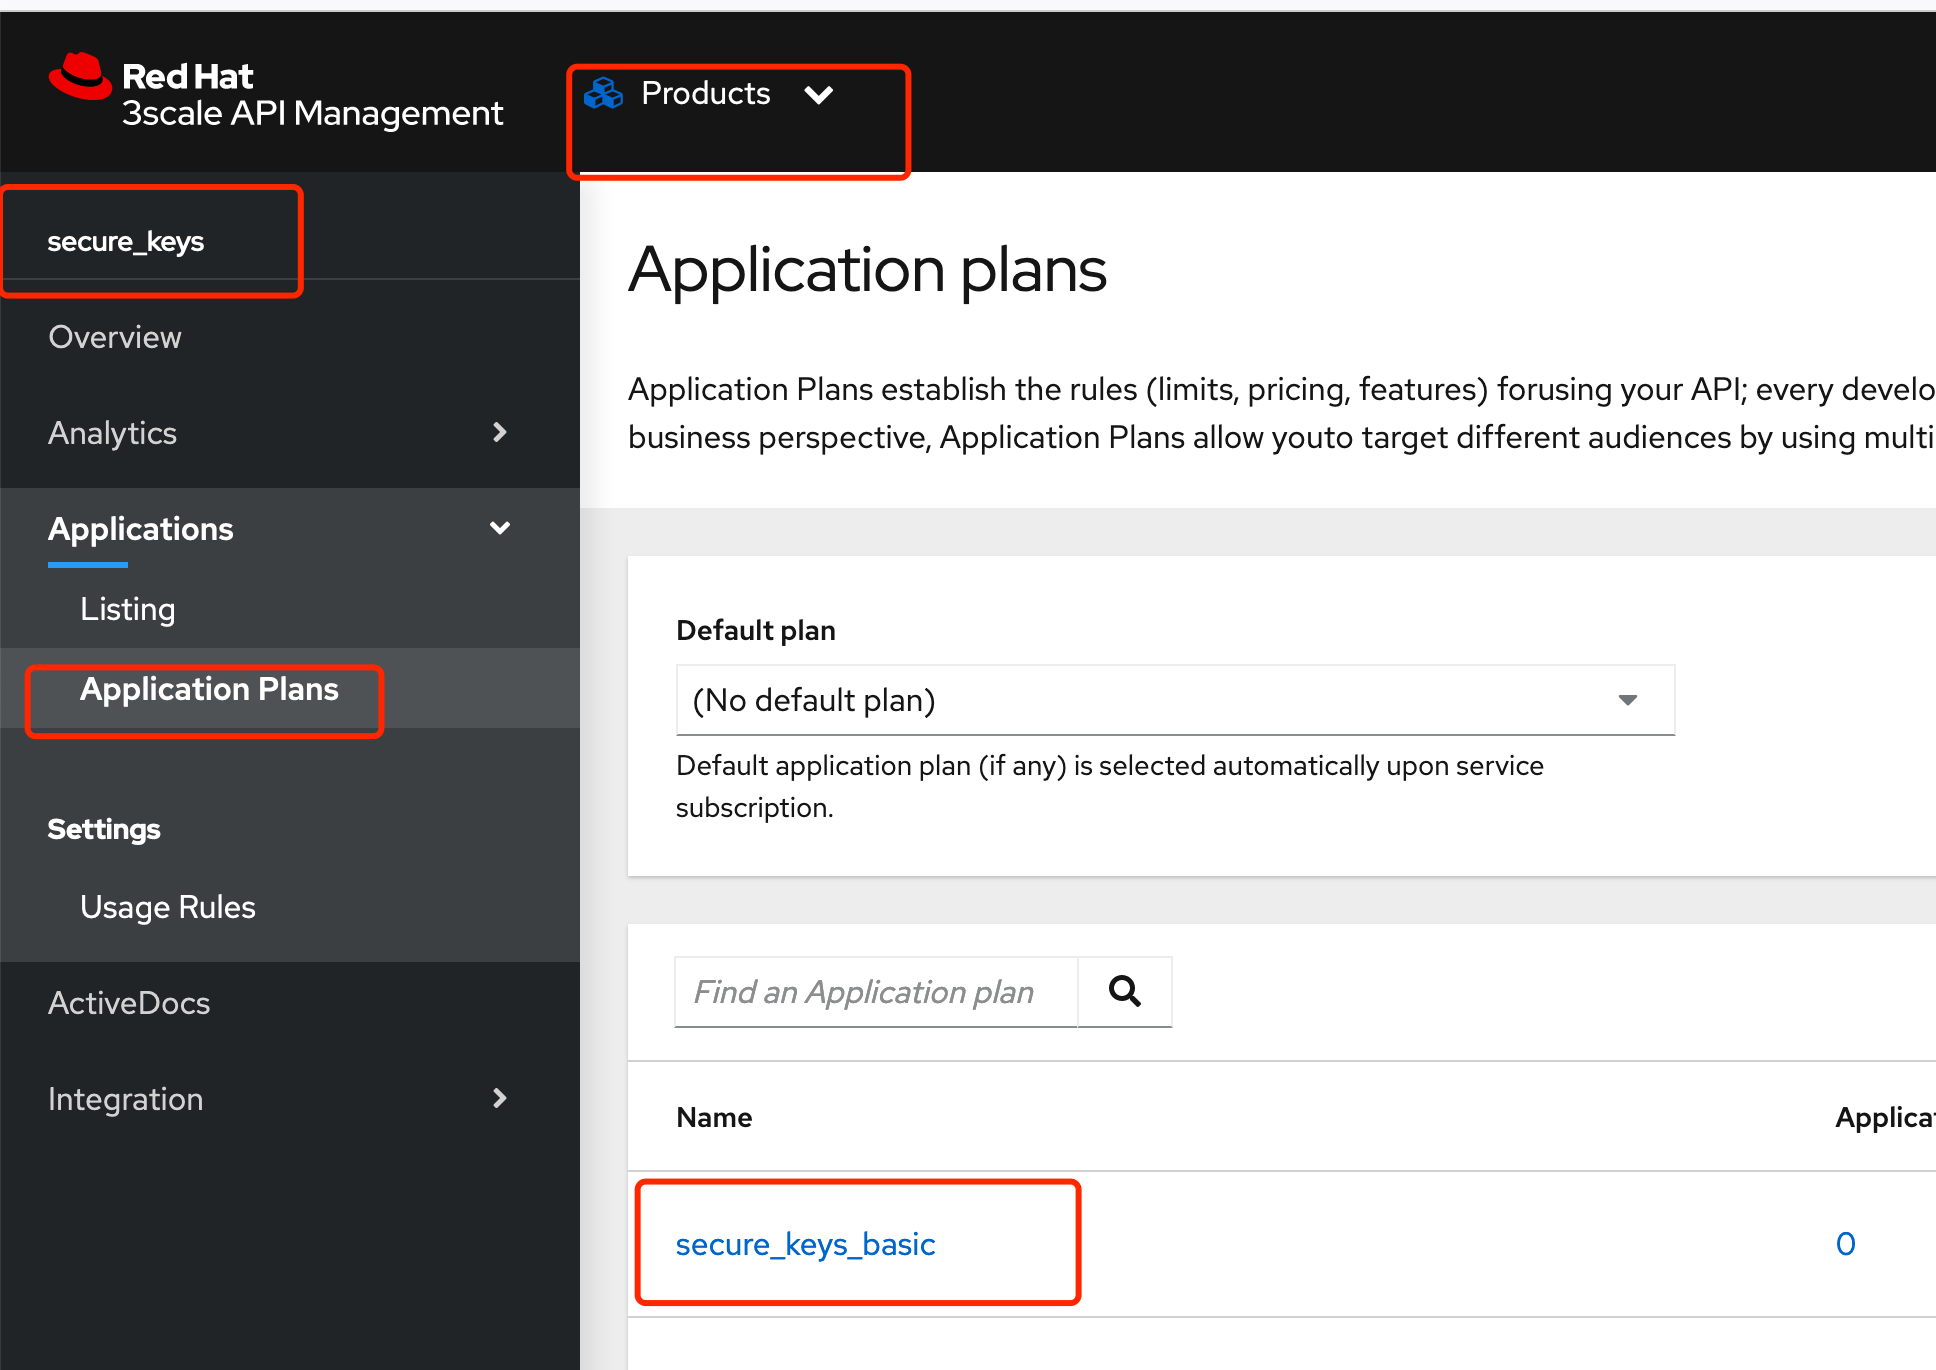 Red Hat
3scale API Management
Products
secure_keys
Overview
Analytics
Applications
Listing
Application Plans
Settings
Usage Rules
ActiveDocs
Integration
Application plans
Application Plans establish the rules (limits, pricing, features) forusing your API; every develo
business perspective, Application Plans allow youto target different audiences by using multi
Default plan
(No default plan)
Default application plan (if any) is selected automatically upon service
subscription.
Find an Application plan
Name Applicat
secure_keys_basic 0